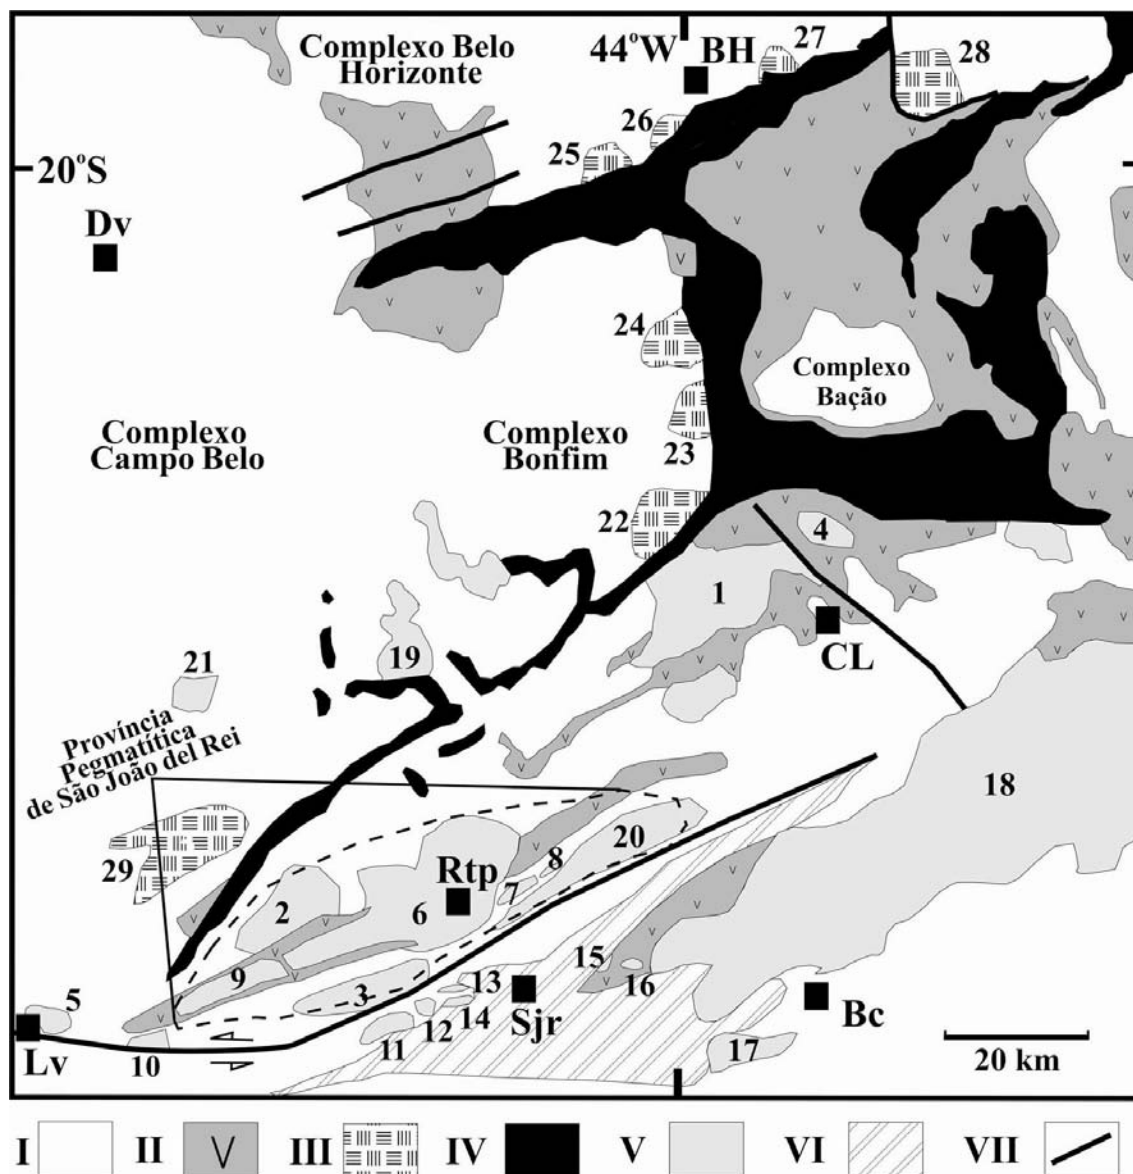 Complexo Belo
Horizonte
44°W
BH
27
28
26
25
20°S
Dv
24
Complexo
Bação
Complexo
Campo Belo
Complexo
Bonfim
23
22
4
1
CL
19
21
Província
Pegmatítica
de São João del Rei
18
29
20
8
Rtp
7
2
6
15
9
13
16
3
5
Sjr
Bc
12
14
11
10
17
Lv
20 km
I
II
V
III
IV
V
VI
VII